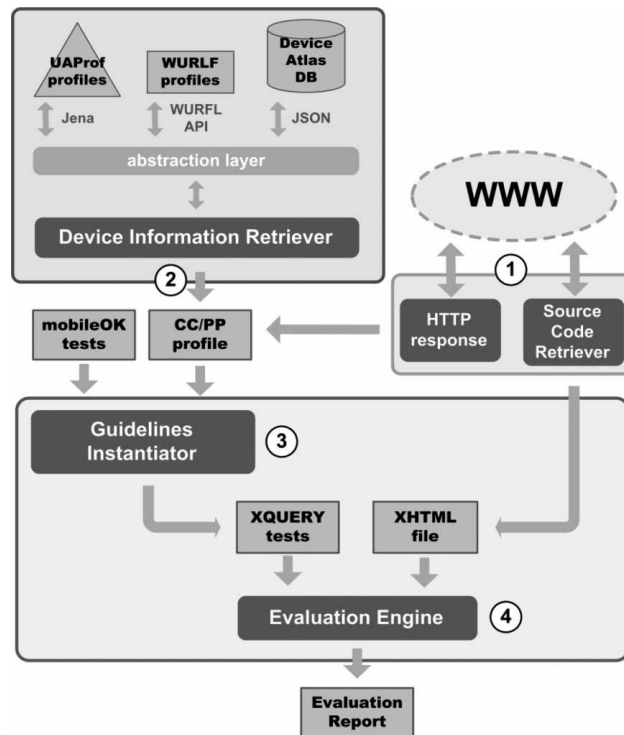 UAProf
profiles
WURLF
profiles
Device
Atlas
DB
Jena
WURFL
API
JSON
abstraction layer
Device Information Retriever
2
WWW
1
HTTP
response
Source
Code
Retriever
mobileOK
tests
CC/PP
profile
Guidelines
Instantiator
3
XQUERY
tests
XHTML
file
Evaluation Engine
4
Evaluation
Report